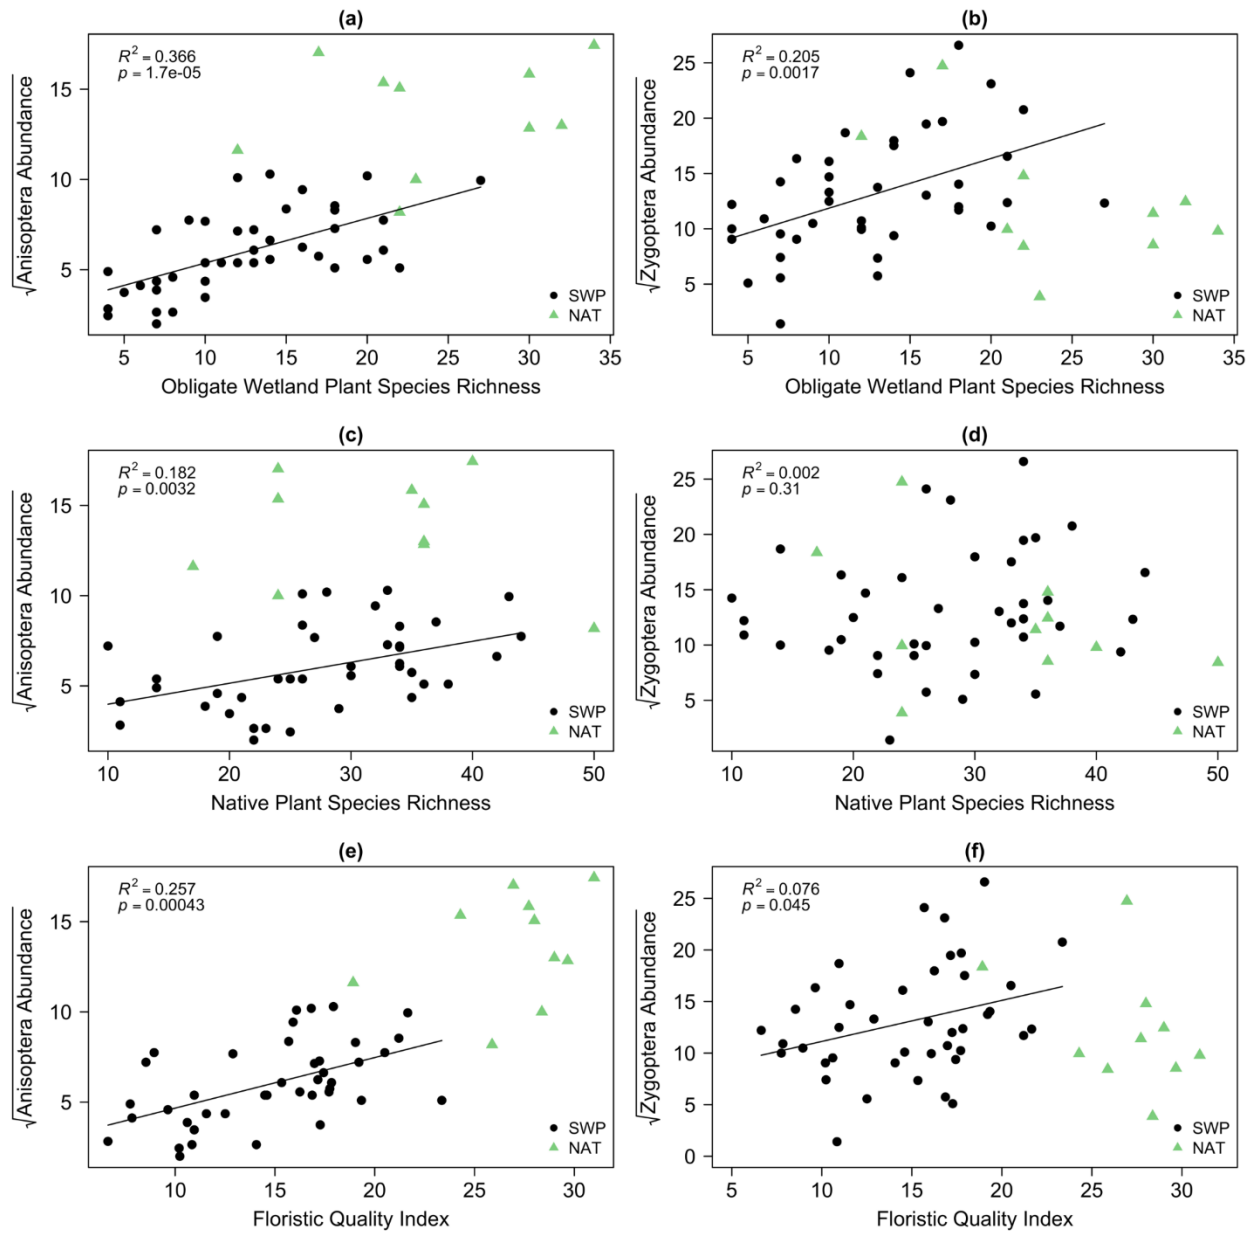 (a)
R² = 0.366
p = 1.7e-05
15
10
5
√Anisoptera Abundance
SWP
NAT
5 10 15 20 25 30 35
Obligate Wetland Plant Species Richness
(b)
R² = 0.205
p = 0.0017
25
20
15
10
5
√Zygoptera Abundance
SWP
NAT
5 10 15 20 25 30 35
Obligate Wetland Plant Species Richness
(c)
R² = 0.182
p = 0.0032
15
10
5
√Anisoptera Abundance
SWP
NAT
10 20 30 40 50
Native Plant Species Richness
(d)
R² = 0.002
p = 0.31
25
20
15
10
5
√Zygoptera Abundance
SWP
NAT
10 20 30 40 50
Native Plant Species Richness
(e)
R² = 0.257
p = 0.00043
15
10
5
√Anisoptera Abundance
SWP
NAT
10 15 20 25 30
Floristic Quality Index
(f)
R² = 0.076
p = 0.045
25
20
15
10
5
0
√Zygoptera Abundance
SWP
NAT
5 10 15 20 25 30
Floristic Quality Index